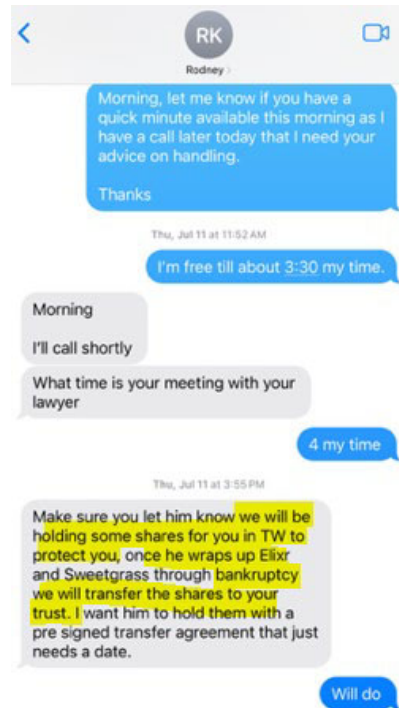 RK
Rodney
Morning, let me know if you have a
quick minute available this morning as I
have a call later today that I need your
advice on handling.
Thanks
Thu, Jul 11 at 11:52 AM
I'm free till about 3:30 my time.
Morning
I'll call shortly
What time is your meeting with your
lawyer
4 my time
Thu, Jul 11 at 3:55 PM
Make sure you let him know we will be
holding some shares for you in TW to
protect you, once he wraps up Elixr
and Sweetgrass through bankruptcy
we will transfer the shares to your
trust. I want him to hold them with a
pre signed transfer agreement that just
needs a date.
Will do